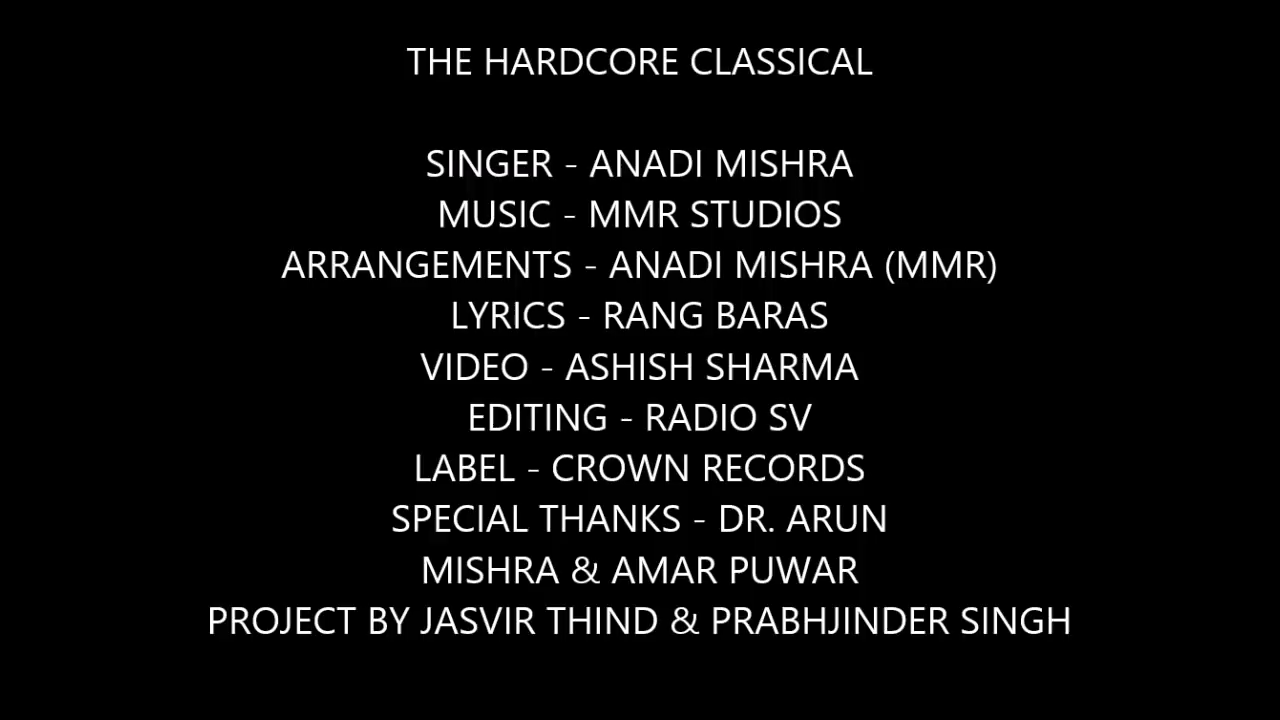 THE HARDCORE CLASSICAL
SINGER - ANADI MISHRA
MUSIC - MMR STUDIOS
ARRANGEMENTS - ANADI MISHRA (MMR)
LYRICS - RANG BARAS
VIDEO - ASHISH SHARMA
EDITING - RADIO SV
LABEL - CROWN RECORDS
SPECIAL THANKS - DR. ARUN
MISHRA & AMAR PUWAR
PROJECT BY JASVIR THIND & PRABHJINDER SINGH